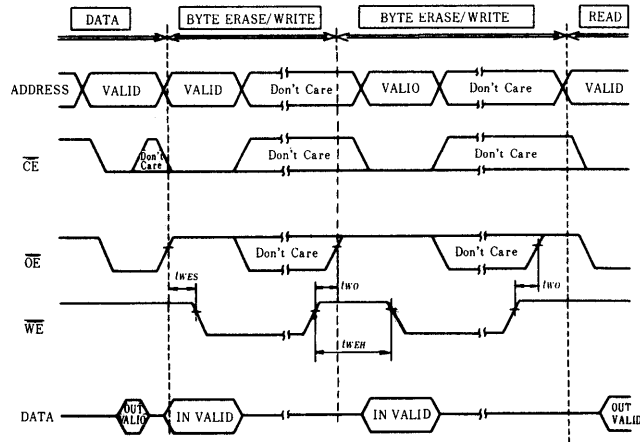 DATA BYTE ERASE/WRITE BYTE ERASE/WRITE READ
ADDRESS VALID VALID Don't Care VALIO Don't Care VALID
CE Don't Care Don't Care Don't Care
OE Don't Care Don't Care
tWES tWO tWO
WE
tWEH
DATA OUT VALIO IN VALID IN VALID OUT VALID